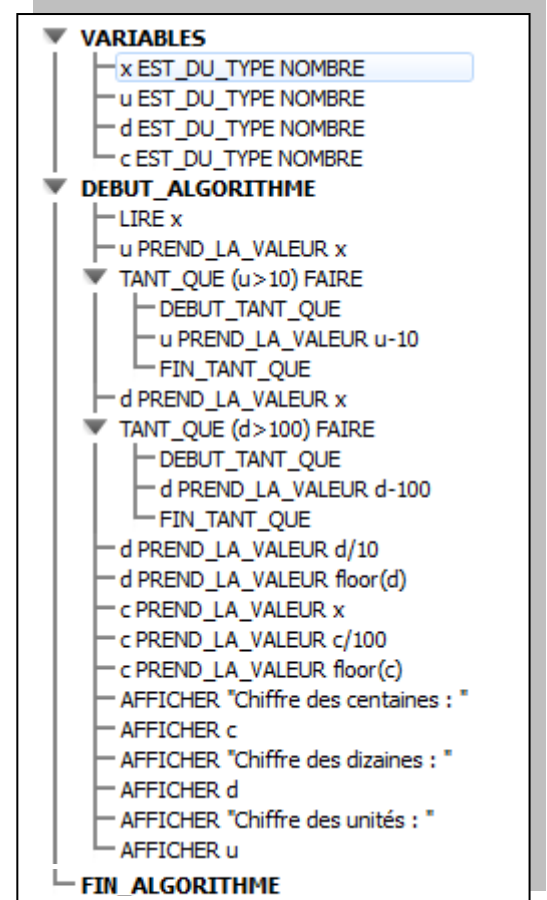 VARIABLES
x EST_DU_TYPE NOMBRE
u EST_DU_TYPE NOMBRE
d EST_DU_TYPE NOMBRE
c EST_DU_TYPE NOMBRE
DEBUT_ALGORITHME
LIRE x
u PREND_LA_VALEUR x
TANT_QUE (u>10) FAIRE
DEBUT_TANT_QUE
u PREND_LA_VALEUR u-10
FIN_TANT_QUE
d PREND_LA_VALEUR x
TANT_QUE (d>100) FAIRE
DEBUT_TANT_QUE
d PREND_LA_VALEUR d-100
FIN_TANT_QUE
d PREND_LA_VALEUR d/10
d PREND_LA_VALEUR floor(d)
c PREND_LA_VALEUR x
c PREND_LA_VALEUR c/100
c PREND_LA_VALEUR floor(c)
AFFICHER "Chiffre des centaines : "
AFFICHER c
AFFICHER "Chiffre des dizaines : "
AFFICHER d
AFFICHER "Chiffre des unités : "
AFFICHER u
FIN_ALGORITHME